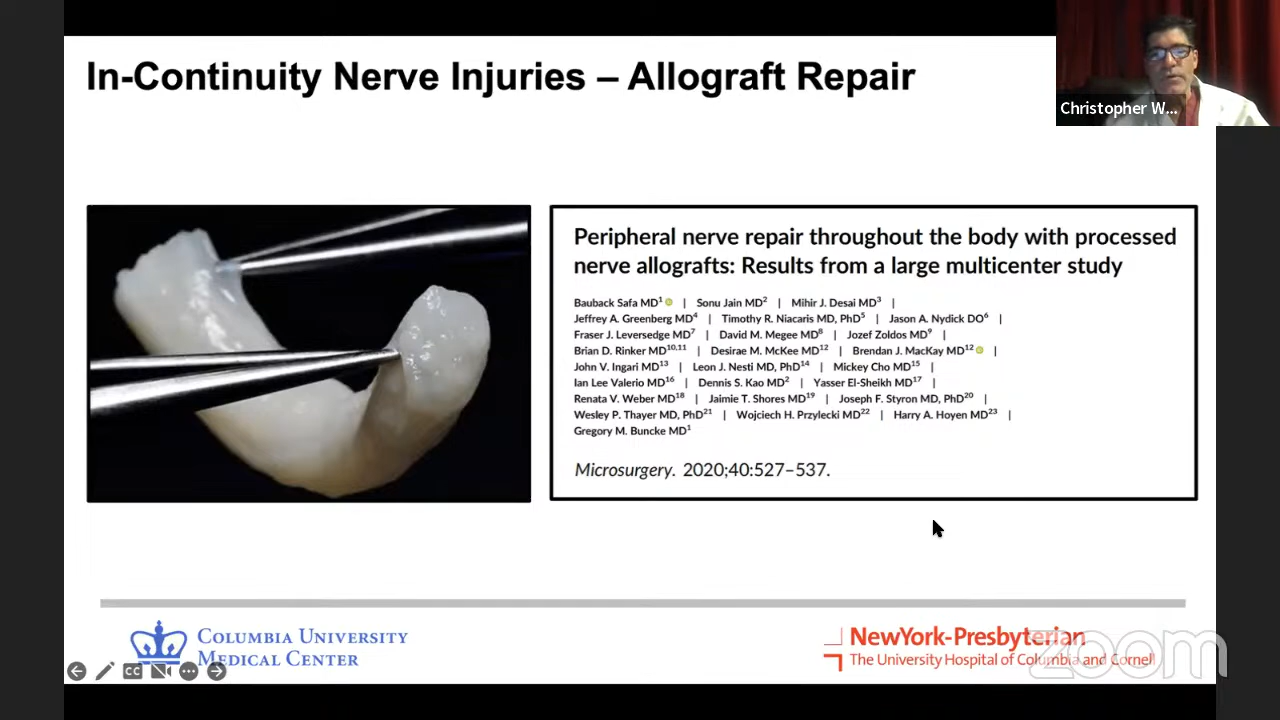 In-Continuity Nerve Injuries – Allograft Repair
Christopher W...
Peripheral nerve repair throughout the body with processed
nerve allografts: Results from a large multicenter study
Bauback Safa MD1 | Sonu Jain MD2 | Mihir J. Desai MD3 |
Jeffrey A. Greenberg MD4 | Timothy R. Niacaris MD, PhD5 | Jason A. Nydick DO6 |
Fraser J. Leversedge MD7 | David M. Megee MD8 | Jozef Zoldos MD9 |
Brian D. Rinker MD10,11 | Desirae M. McKee MD12 | Brendan J. MacKay MD12 |
John V. Ingari MD13 | Leon J. Nesti MD, PhD14 | Mickey Cho MD15 |
Ian Lee Valerio MD16 | Dennis S. Kao MD2 | Yasser El-Sheikh MD17 |
Renata V. Weber MD18 | Jaimie T. Shores MD19 | Joseph F. Styron MD, PhD20 |
Wesley P. Thayer MD, PhD21 | Wojciech H. Przylecki MD22 | Harry A. Hoyen MD23 |
Gregory M. Buncke MD1
Microsurgery. 2020;40:527–537.
COLUMBIA UNIVERSITY
MEDICAL CENTER
NewYork-Presbyterian
The University Hospital of Columbia and Cornell
CC
zoom